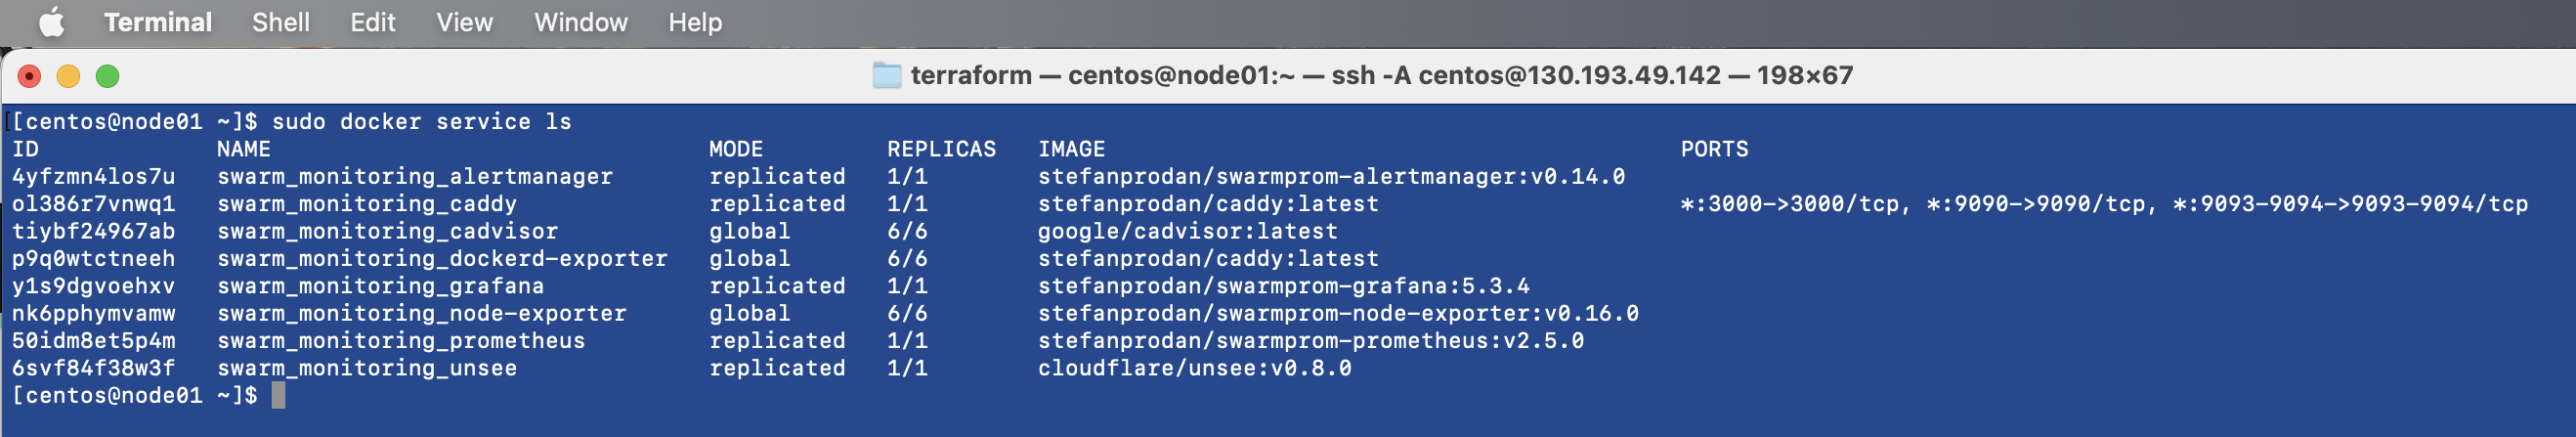 Terminal Shell Edit View Window Help
terraform — centos@node01:~ — ssh -A centos@130.193.49.142 — 198×67
[[centos@node01 ~]$ sudo docker service ls
ID NAME MODE REPLICAS IMAGE PORTS
4yfzmn4los7u swarm_monitoring_alertmanager replicated 1/1 stefanprodan/swarmprom-alertmanager:v0.14.0
ol386r7vnwq1 swarm_monitoring_caddy replicated 1/1 stefanprodan/caddy:latest *:3000->3000/tcp, *:9090->9090/tcp, *:9093-9094->9093-9094/tcp
tiybf24967ab swarm_monitoring_cadvisor global 6/6 google/cadvisor:latest
p9q0wtctneeh swarm_monitoring_dockerd-exporter global 6/6 stefanprodan/caddy:latest
y1s9dgvoehxv swarm_monitoring_grafana replicated 1/1 stefanprodan/swarmprom-grafana:5.3.4
nk6pphymvamw swarm_monitoring_node-exporter global 6/6 stefanprodan/swarmprom-node-exporter:v0.16.0
50idm8et5p4m swarm_monitoring_prometheus replicated 1/1 stefanprodan/swarmprom-prometheus:v2.5.0
6svf84f38w3f swarm_monitoring_unsee replicated 1/1 cloudflare/unsee:v0.8.0
[centos@node01 ~]$